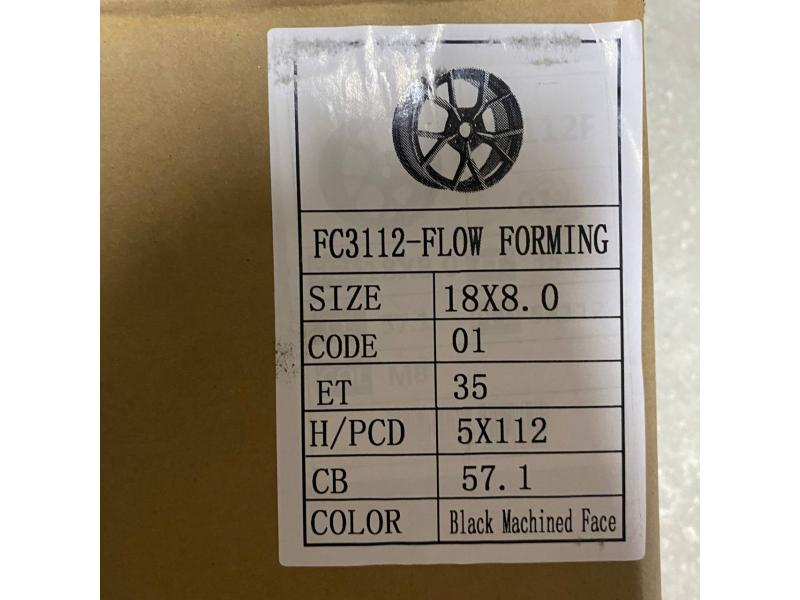 FC3112-FLOW FORMING
SIZE 18X8.0
CODE 01
ET 35
H/PCD 5X112
CB 57.1
COLOR Black Machined Face